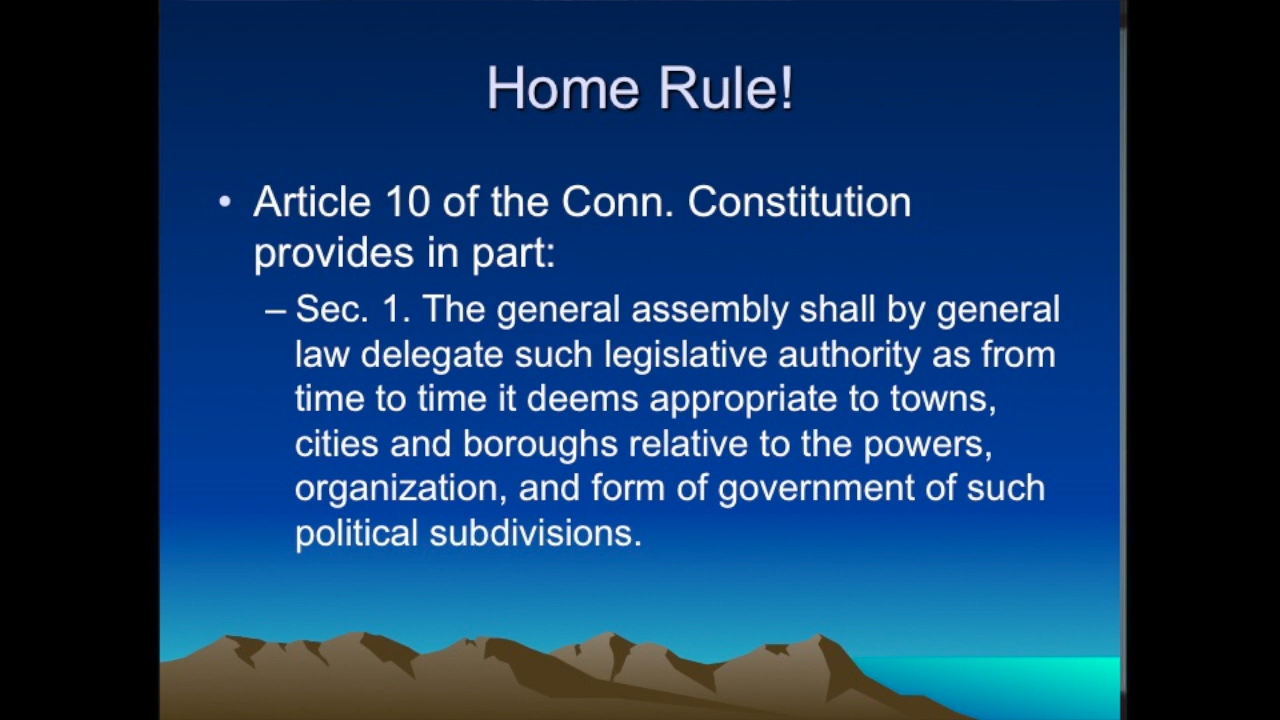 Home Rule!
• Article 10 of the Conn. Constitution
provides in part:
– Sec. 1. The general assembly shall by general
law delegate such legislative authority as from
time to time it deems appropriate to towns,
cities and boroughs relative to the powers,
organization, and form of government of such
political subdivisions.